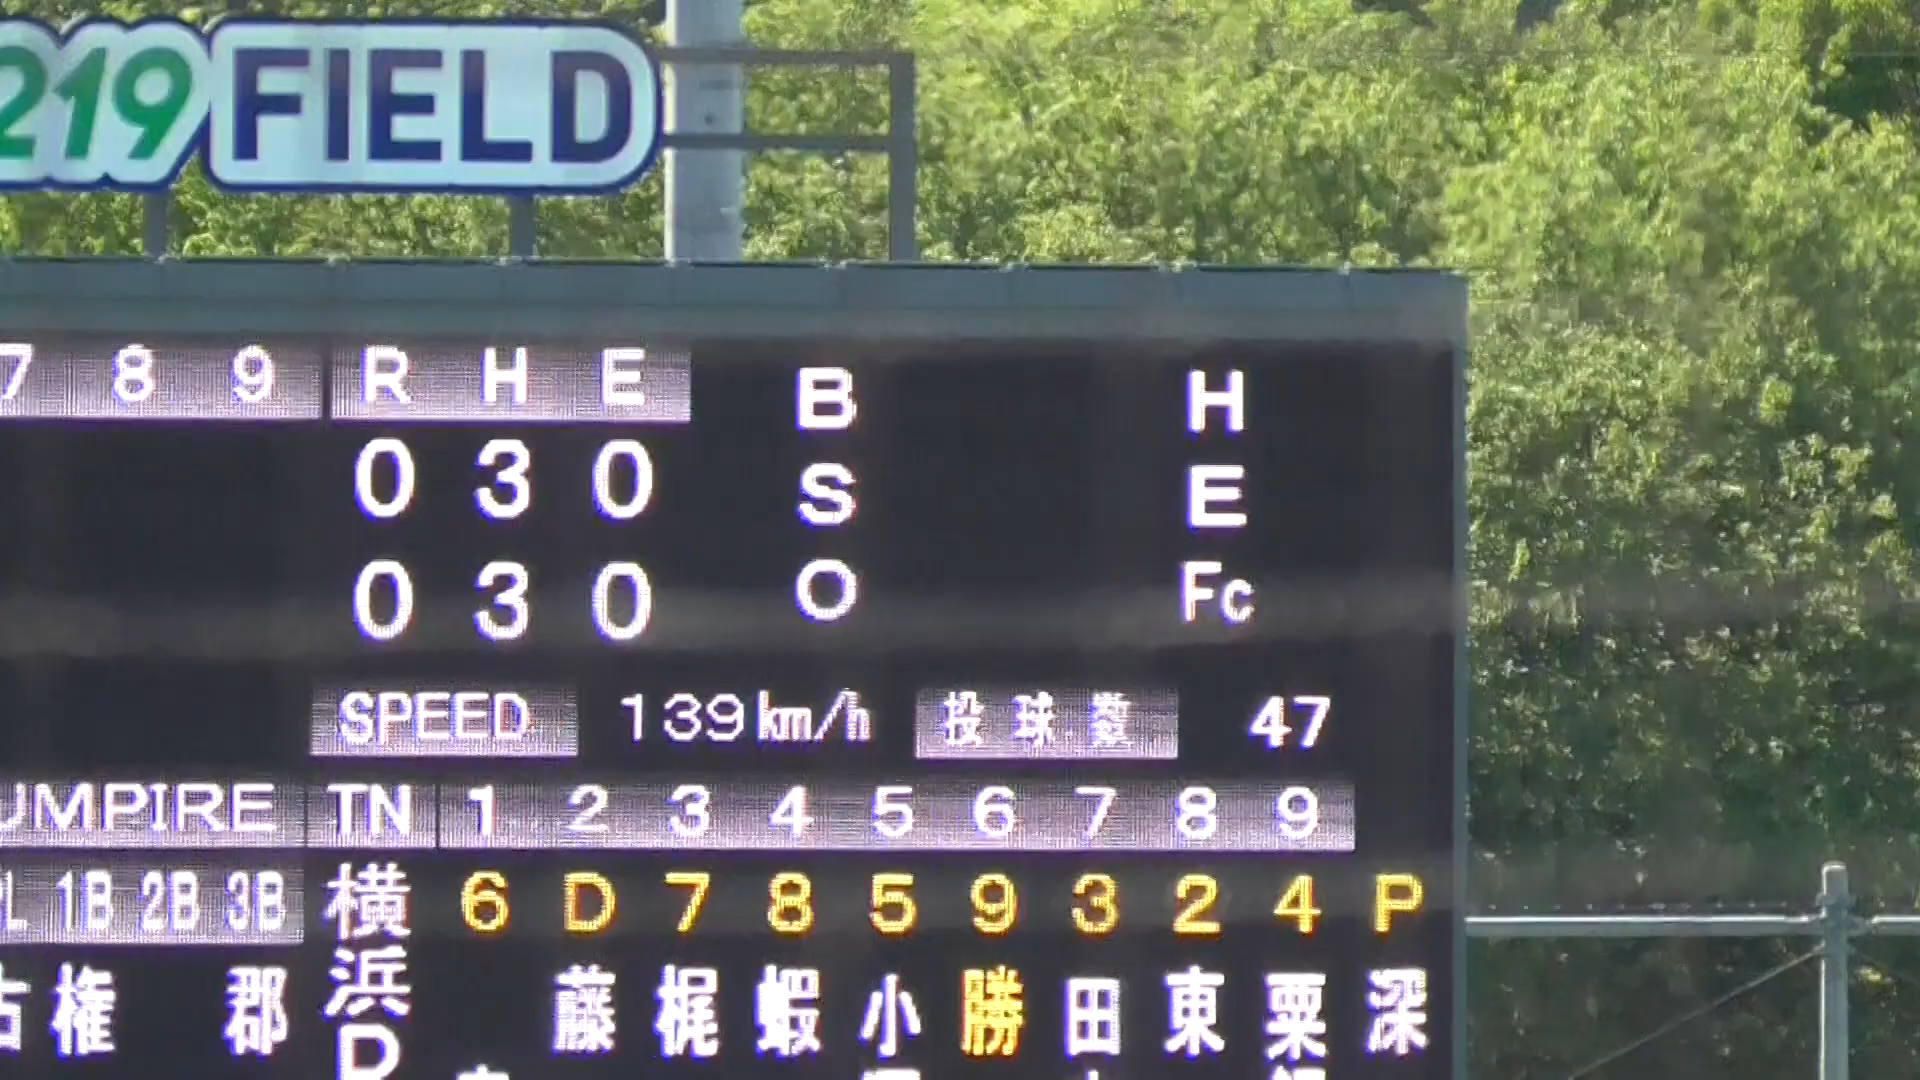 219 FIELD
7 8 9 R H E B H
0 3 0 S E
0 3 0 O Fc
SPEED 139km/h 投球数 47
UMPIRE TN 1 2 3 4 5 6 7 8 9
1B 2B 3B 横浜D 6 D 7 8 5 9 3 2 4 P
権 郡 藤 梶 蝦 小 勝 田 東 粟 深